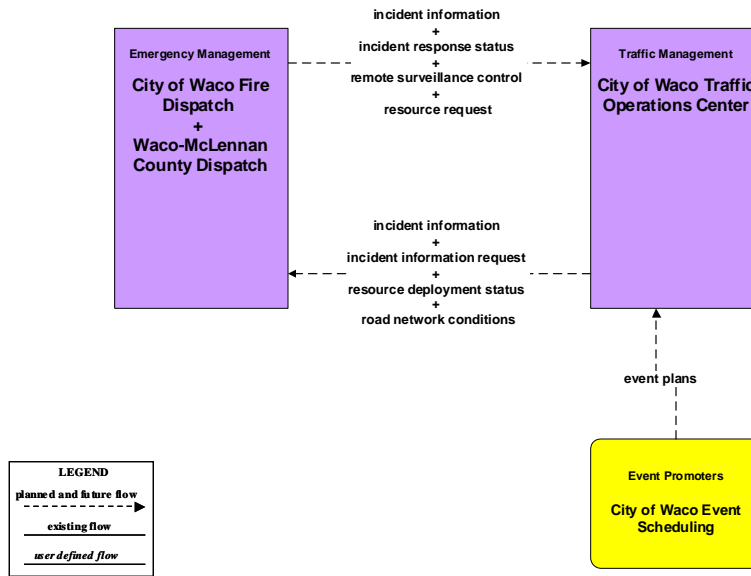 incident information
+
incident response status
+
remote surveillance control
+
resource request
Emergency Management
City of Waco Fire
Dispatch
+
Waco-McLennan
County Dispatch
Traffic Management
City of Waco Traffic
Operations Center
incident information
+
incident information request
+
resource deployment status
+
road network conditions
event plans
Event Promoters
City of Waco Event
Scheduling
LEGEND
planned and future flow
existing flow
user defined flow